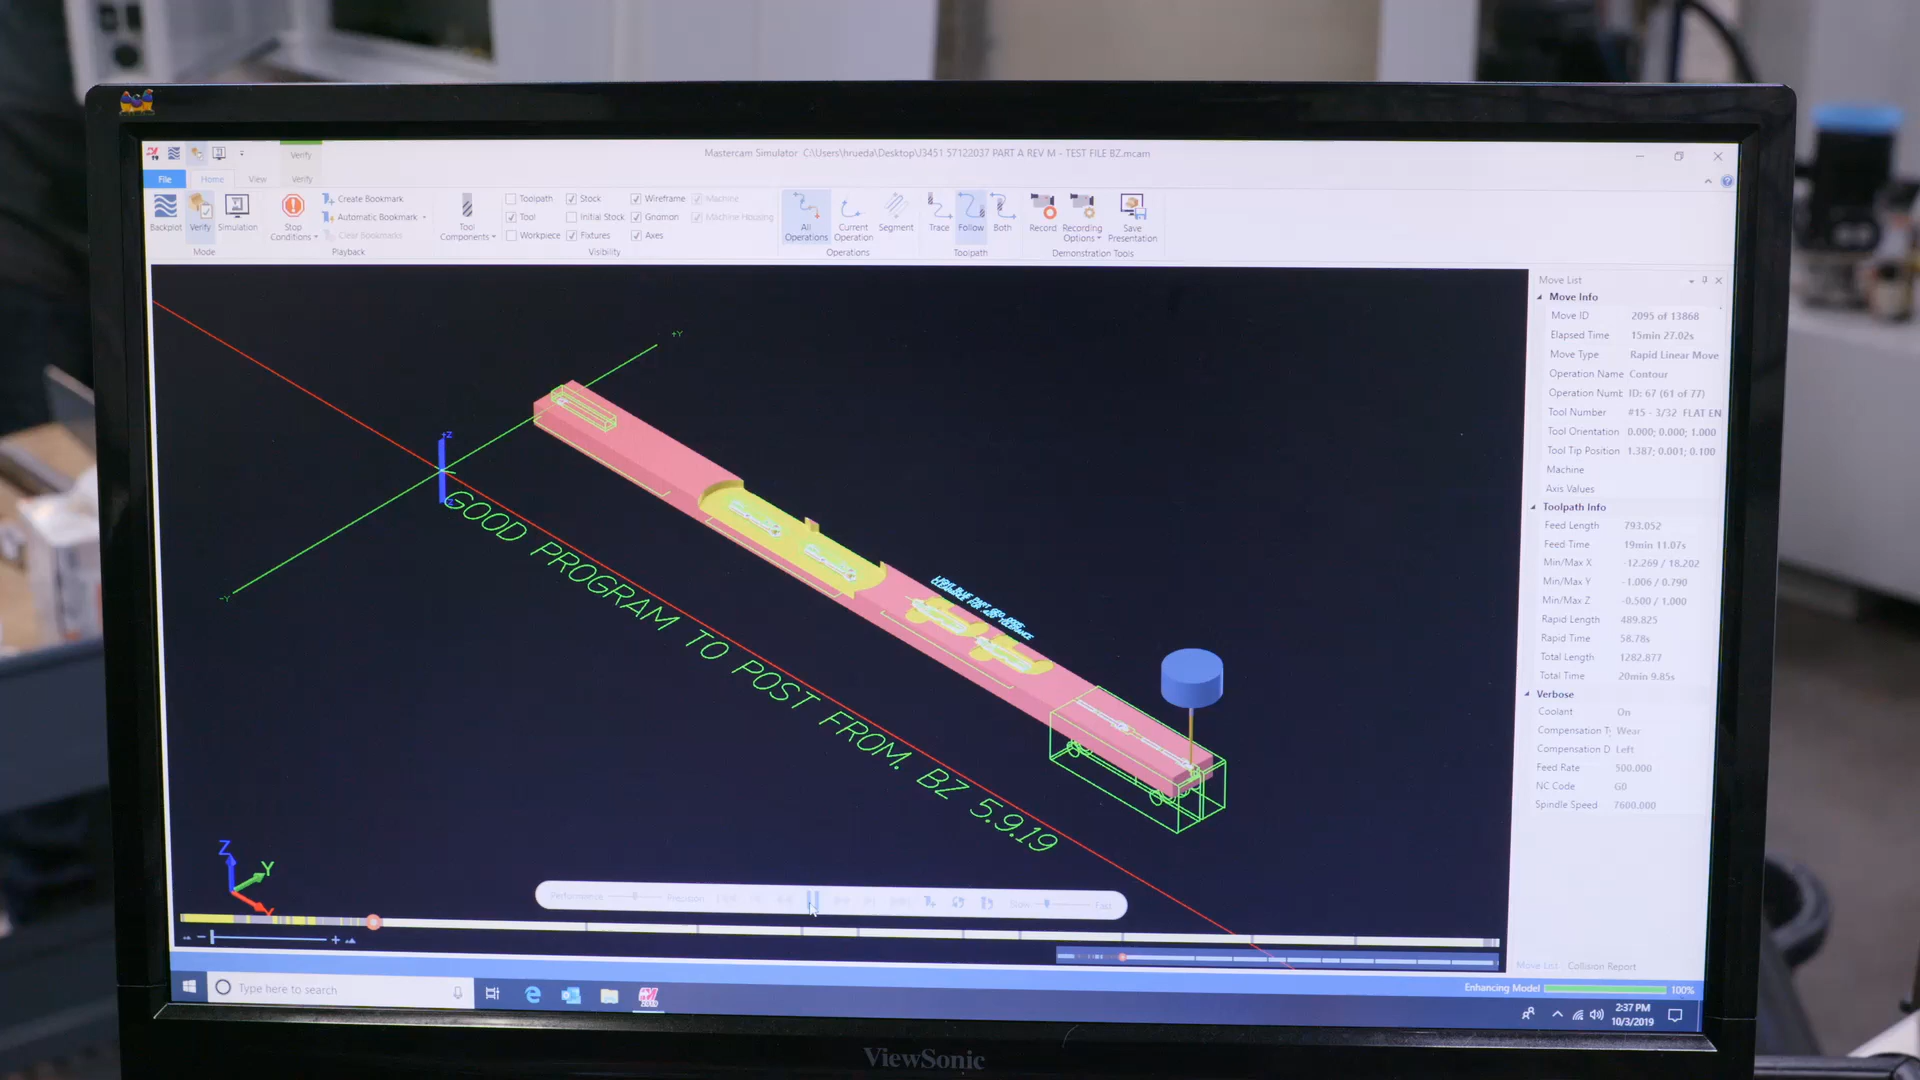 Verify
Mastercam Simulator C:\Users\hrueda\Desktop\J3451 57122037 PART A REV M - TEST FILE BZ.mcam
File Home View Verify
Backplot Verify Simulation
Mode
Stop Conditions
Create Bookmark
Automatic Bookmark
Clear Bookmarks
Playback
Tool Components
Toolpath Stock Wireframe Machine
Tool Initial Stock Gnomon Machine Housing
Workpiece Fixtures Axes
Visibility
All Operations Current Operation Segment
Operations
Trace Follow Both
Toolpath
Record Recording Options Save Presentation
Demonstration Tools
Move List
Move Info
Move ID 2095 of 13868
Elapsed Time 15min 27.02s
Move Type Rapid Linear Move
Operation Name Contour
Operation Numb ID: 67 (61 of 77)
Tool Number #15 - 3/32 FLAT EN
Tool Orientation 0.000; 0.000; 1.000
Tool Tip Position 1.387; 0.001; 0.100
Machine
Axis Values
Toolpath Info
Feed Length 793.052
Feed Time 19min 11.07s
Min/Max X -12.269 / 18.202
Min/Max Y -1.006 / 0.790
Min/Max Z -0.500 / 1.000
Rapid Length 489.825
Rapid Time 58.78s
Total Length 1282.877
Total Time 20min 9.85s
Verbose
Coolant On
Compensation T Wear
Compensation D Left
Feed Rate 500.000
NC Code G0
Spindle Speed 7600.000
Move List Collision Report
+Y
+Z
-Y
GOOD PROGRAM TO POST FROM. BZ 5.9.19
Z
Y
Performance Precision Slow Fast
Enhancing Model 100%
Type here to search
2:37 PM
10/3/2019
ViewSonic